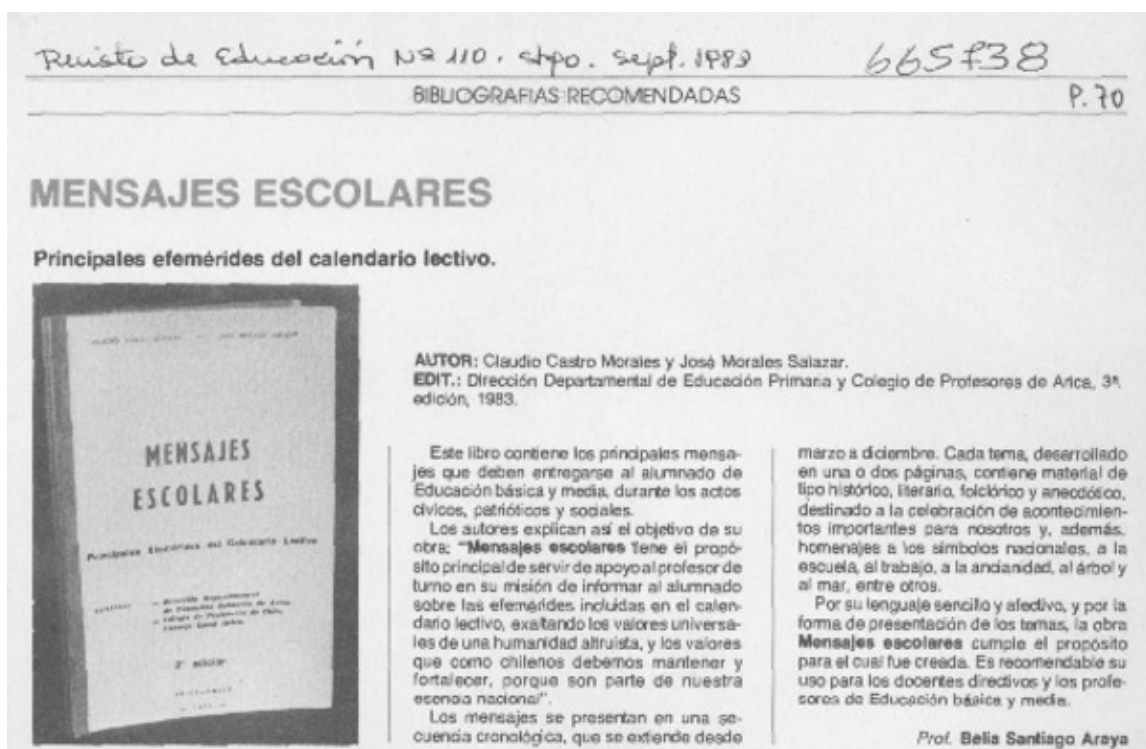 Revista de Educación Nº 110. Stpo. Sept. 1983
665738
BIBLIOGRAFIAS RECOMENDADAS
P. 70
MENSAJES ESCOLARES
Principales efemérides del calendario lectivo.
MENSAJES
ESCOLARES
Principales Efemérides del Calendario Lectivo
AUTOR: Claudio Castro Morales y José Morales Salazar.
EDIT.: Dirección Departamental de Educación Primaria y Colegio de Profesores de Arica, 3ª.
edición, 1983.
Este libro contiene los principales mensa-
jes que deben entregarse al alumnado de
Educación básica y media, durante los actos
cívicos, patrióticos y sociales.
Los autores explican así el objetivo de su
obra: "Mensajes escolares tiene el propó-
sito principal de servir de apoyo al profesor de
turno en su misión de informar al alumnado
sobre las efemérides incluidas en el calen-
dario lectivo, exaltando los valores universa-
les de una humanidad altruista, y los valores
que como chilenos debemos mantener y
fortalecer, porque son parte de nuestra
esencia nacional".
Los mensajes se presentan en una se-
cuencia cronológica, que se extiende desde
marzo a diciembre. Cada tema, desarrollado
en una o dos páginas, contiene material de
tipo histórico, literario, folclórico y anecdótico,
destinado a la celebración de acontecimien-
tos importantes para nosotros y, además,
homenajes a los símbolos nacionales, a la
escuela, al trabajo, a la ancianidad, al árbol y
al mar, entre otros.
Por su lenguaje sencillo y afectivo, y por la
forma de presentación de los temas, la obra
Mensajes escolares cumple el propósito
para el cual fue creada. Es recomendable su
uso para los docentes directivos y los profe-
sores de Educación básica y media.
Prof. Belia Santiago Araya